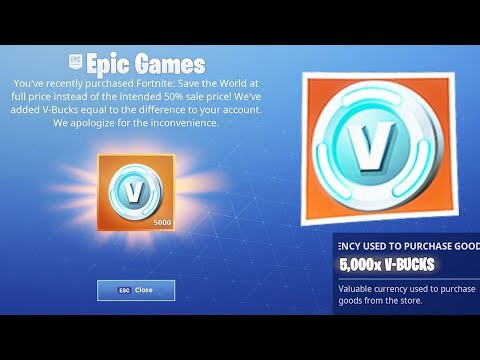 EPIC GAMES
Epic Games
You've recently purchased Fortnite: Save the World at
full price instead of the intended 50% sale price! We've
added V-Bucks equal to the difference to your account.
We apologize for the inconvenience.
V
5000
ESC Close
V
ENCY USED TO PURCHASE GOOD
5,000x V-BUCKS
Valuable currency used to purchase
goods from the store.